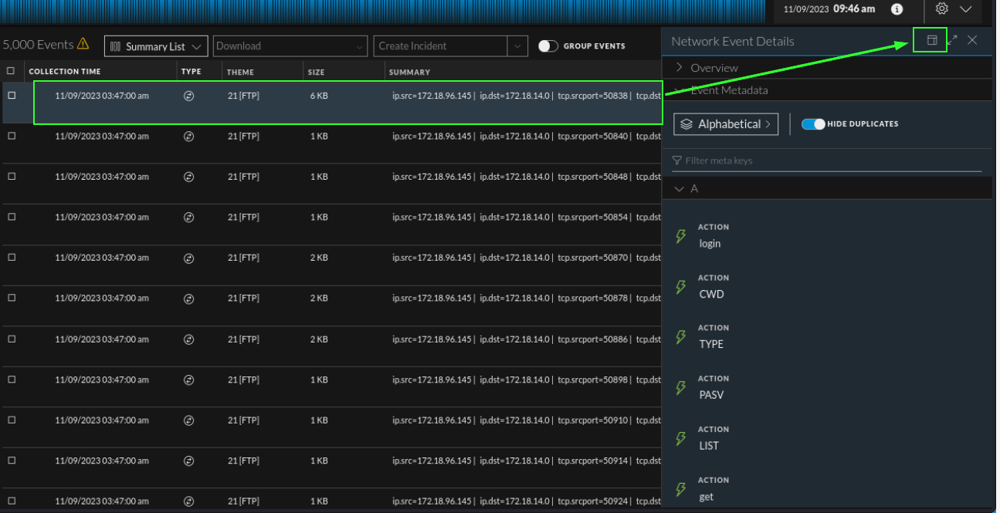 11/09/2023 09:46 am
5,000 Events Summary List Download Create Incident GROUP EVENTS
COLLECTION TIME TYPE THEME SIZE SUMMARY
11/09/2023 03:47:00 am 21 [FTP] 6 KB ip.src=172.18.96.145 | ip.dst=172.18.14.0 | tcp.srcport=50838 | tcp.dst
11/09/2023 03:47:00 am 21 [FTP] 1 KB ip.src=172.18.96.145 | ip.dst=172.18.14.0 | tcp.srcport=50840 | tcp.dst
11/09/2023 03:47:00 am 21 [FTP] 1 KB ip.src=172.18.96.145 | ip.dst=172.18.14.0 | tcp.srcport=50848 | tcp.dst
11/09/2023 03:47:00 am 21 [FTP] 1 KB ip.src=172.18.96.145 | ip.dst=172.18.14.0 | tcp.srcport=50854 | tcp.dst
11/09/2023 03:47:00 am 21 [FTP] 2 KB ip.src=172.18.96.145 | ip.dst=172.18.14.0 | tcp.srcport=50870 | tcp.dst
11/09/2023 03:47:00 am 21 [FTP] 2 KB ip.src=172.18.96.145 | ip.dst=172.18.14.0 | tcp.srcport=50878 | tcp.dst
11/09/2023 03:47:00 am 21 [FTP] 2 KB ip.src=172.18.96.145 | ip.dst=172.18.14.0 | tcp.srcport=50886 | tcp.dst
11/09/2023 03:47:00 am 21 [FTP] 1 KB ip.src=172.18.96.145 | ip.dst=172.18.14.0 | tcp.srcport=50898 | tcp.dst
11/09/2023 03:47:00 am 21 [FTP] 1 KB ip.src=172.18.96.145 | ip.dst=172.18.14.0 | tcp.srcport=50910 | tcp.dst
11/09/2023 03:47:00 am 21 [FTP] 1 KB ip.src=172.18.96.145 | ip.dst=172.18.14.0 | tcp.srcport=50914 | tcp.dst
11/09/2023 03:47:00 am 21 [FTP] 1 KB ip.src=172.18.96.145 | ip.dst=172.18.14.0 | tcp.srcport=50924 | tcp.dst
Network Event Details
Overview
Event Metadata
Alphabetical HIDE DUPLICATES
Filter meta keys
A
ACTION
login
ACTION
CWD
ACTION
TYPE
ACTION
PASV
ACTION
LIST
ACTION
get